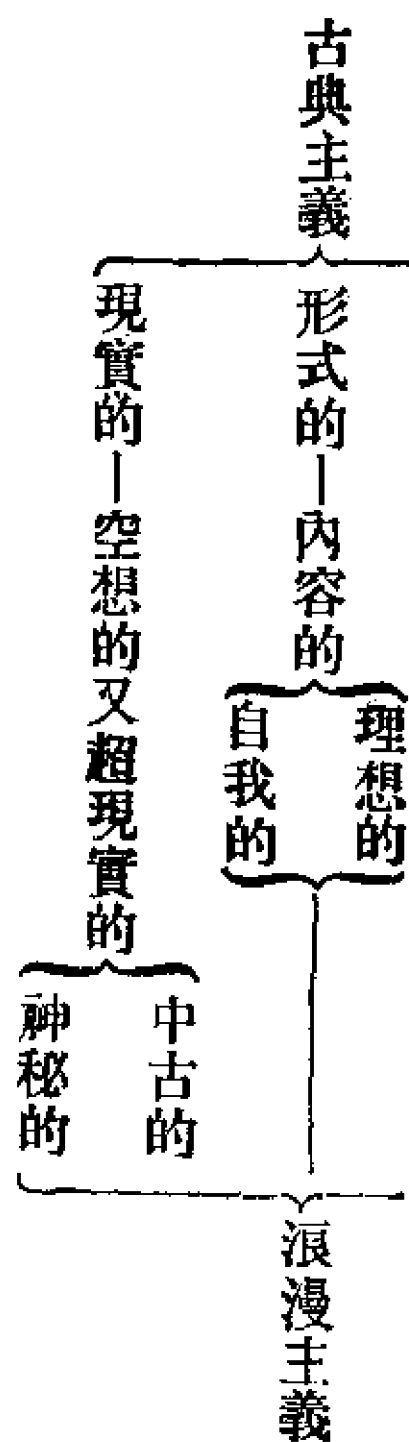 古典主義
形式的—內容的
理想的
自我的
現實的—空想的又超現實的
中古的
神秘的
浪漫主義